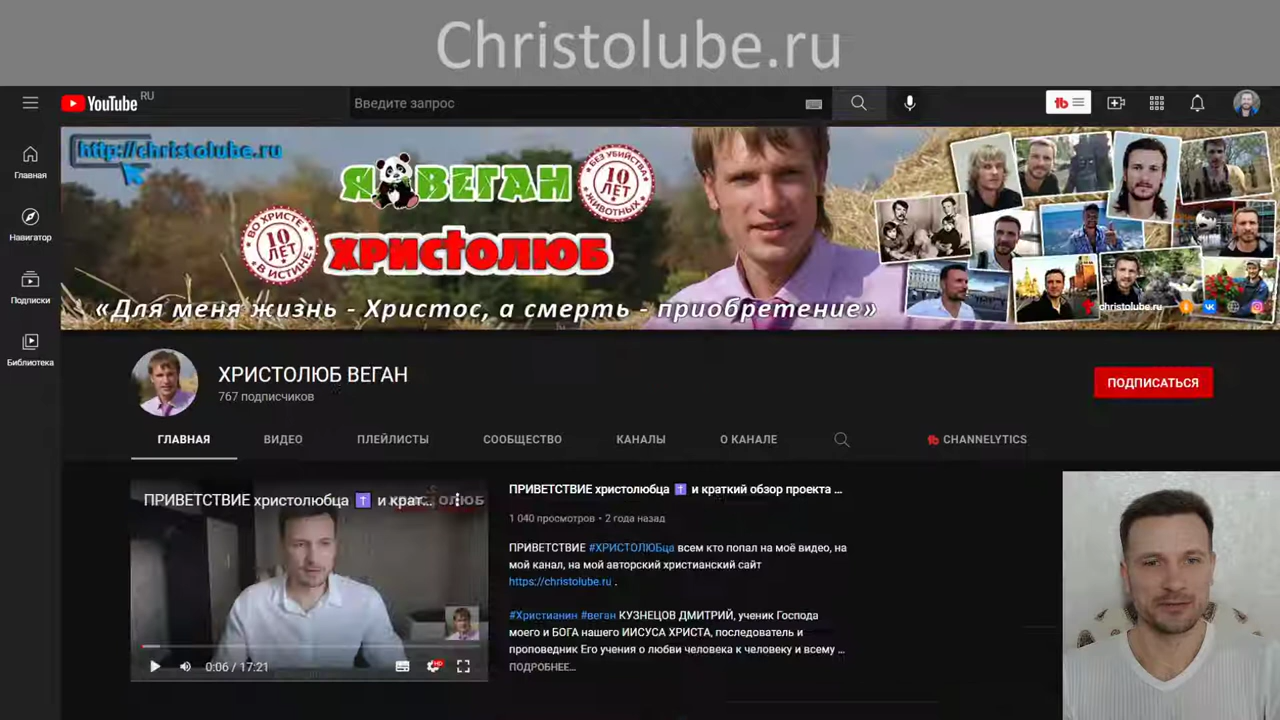 Christolube.ru
YouTube RU
Введите запрос
Главная
Навигатор
Подписки
Библиотека
http://christolube.ru
Я ВЕГАН
БЕЗ УБИЙСТВА
10 ЛЕТ
ЖИВОТНЫХ
ВО ХРИСТЕ
10 ЛЕТ
В ИСТИНЕ
ХРИСТОЛЮБ
«Для меня жизнь - Христос, а смерть - приобретение»
christolube.ru
ХРИСТОЛЮБ ВЕГАН
767 подписчиков
ПОДПИСАТЬСЯ
ГЛАВНАЯ ВИДЕО ПЛЕЙЛИСТЫ СООБЩЕСТВО КАНАЛЫ О КАНАЛЕ CHANNELYTICS
ПРИВЕТСТВИЕ христолюбца ✝️ и крат...
0:06 / 17:21
HD
ПРИВЕТСТВИЕ христолюбца ✝️ и краткий обзор проекта ...
1 040 просмотров • 2 года назад
ПРИВЕТСТВИЕ #ХРИСТОЛЮБца всем кто попал на моё видео, на
мой канал, на мой авторский христианский сайт
https://christolube.ru .
#Христианин #веган КУЗНЕЦОВ ДМИТРИЙ, ученик Господа
моего и БОГА нашего ИИСУСА ХРИСТА, последователь и
проповедник Его учения о любви человека к человеку и всему ...
ПОДРОБНЕЕ...